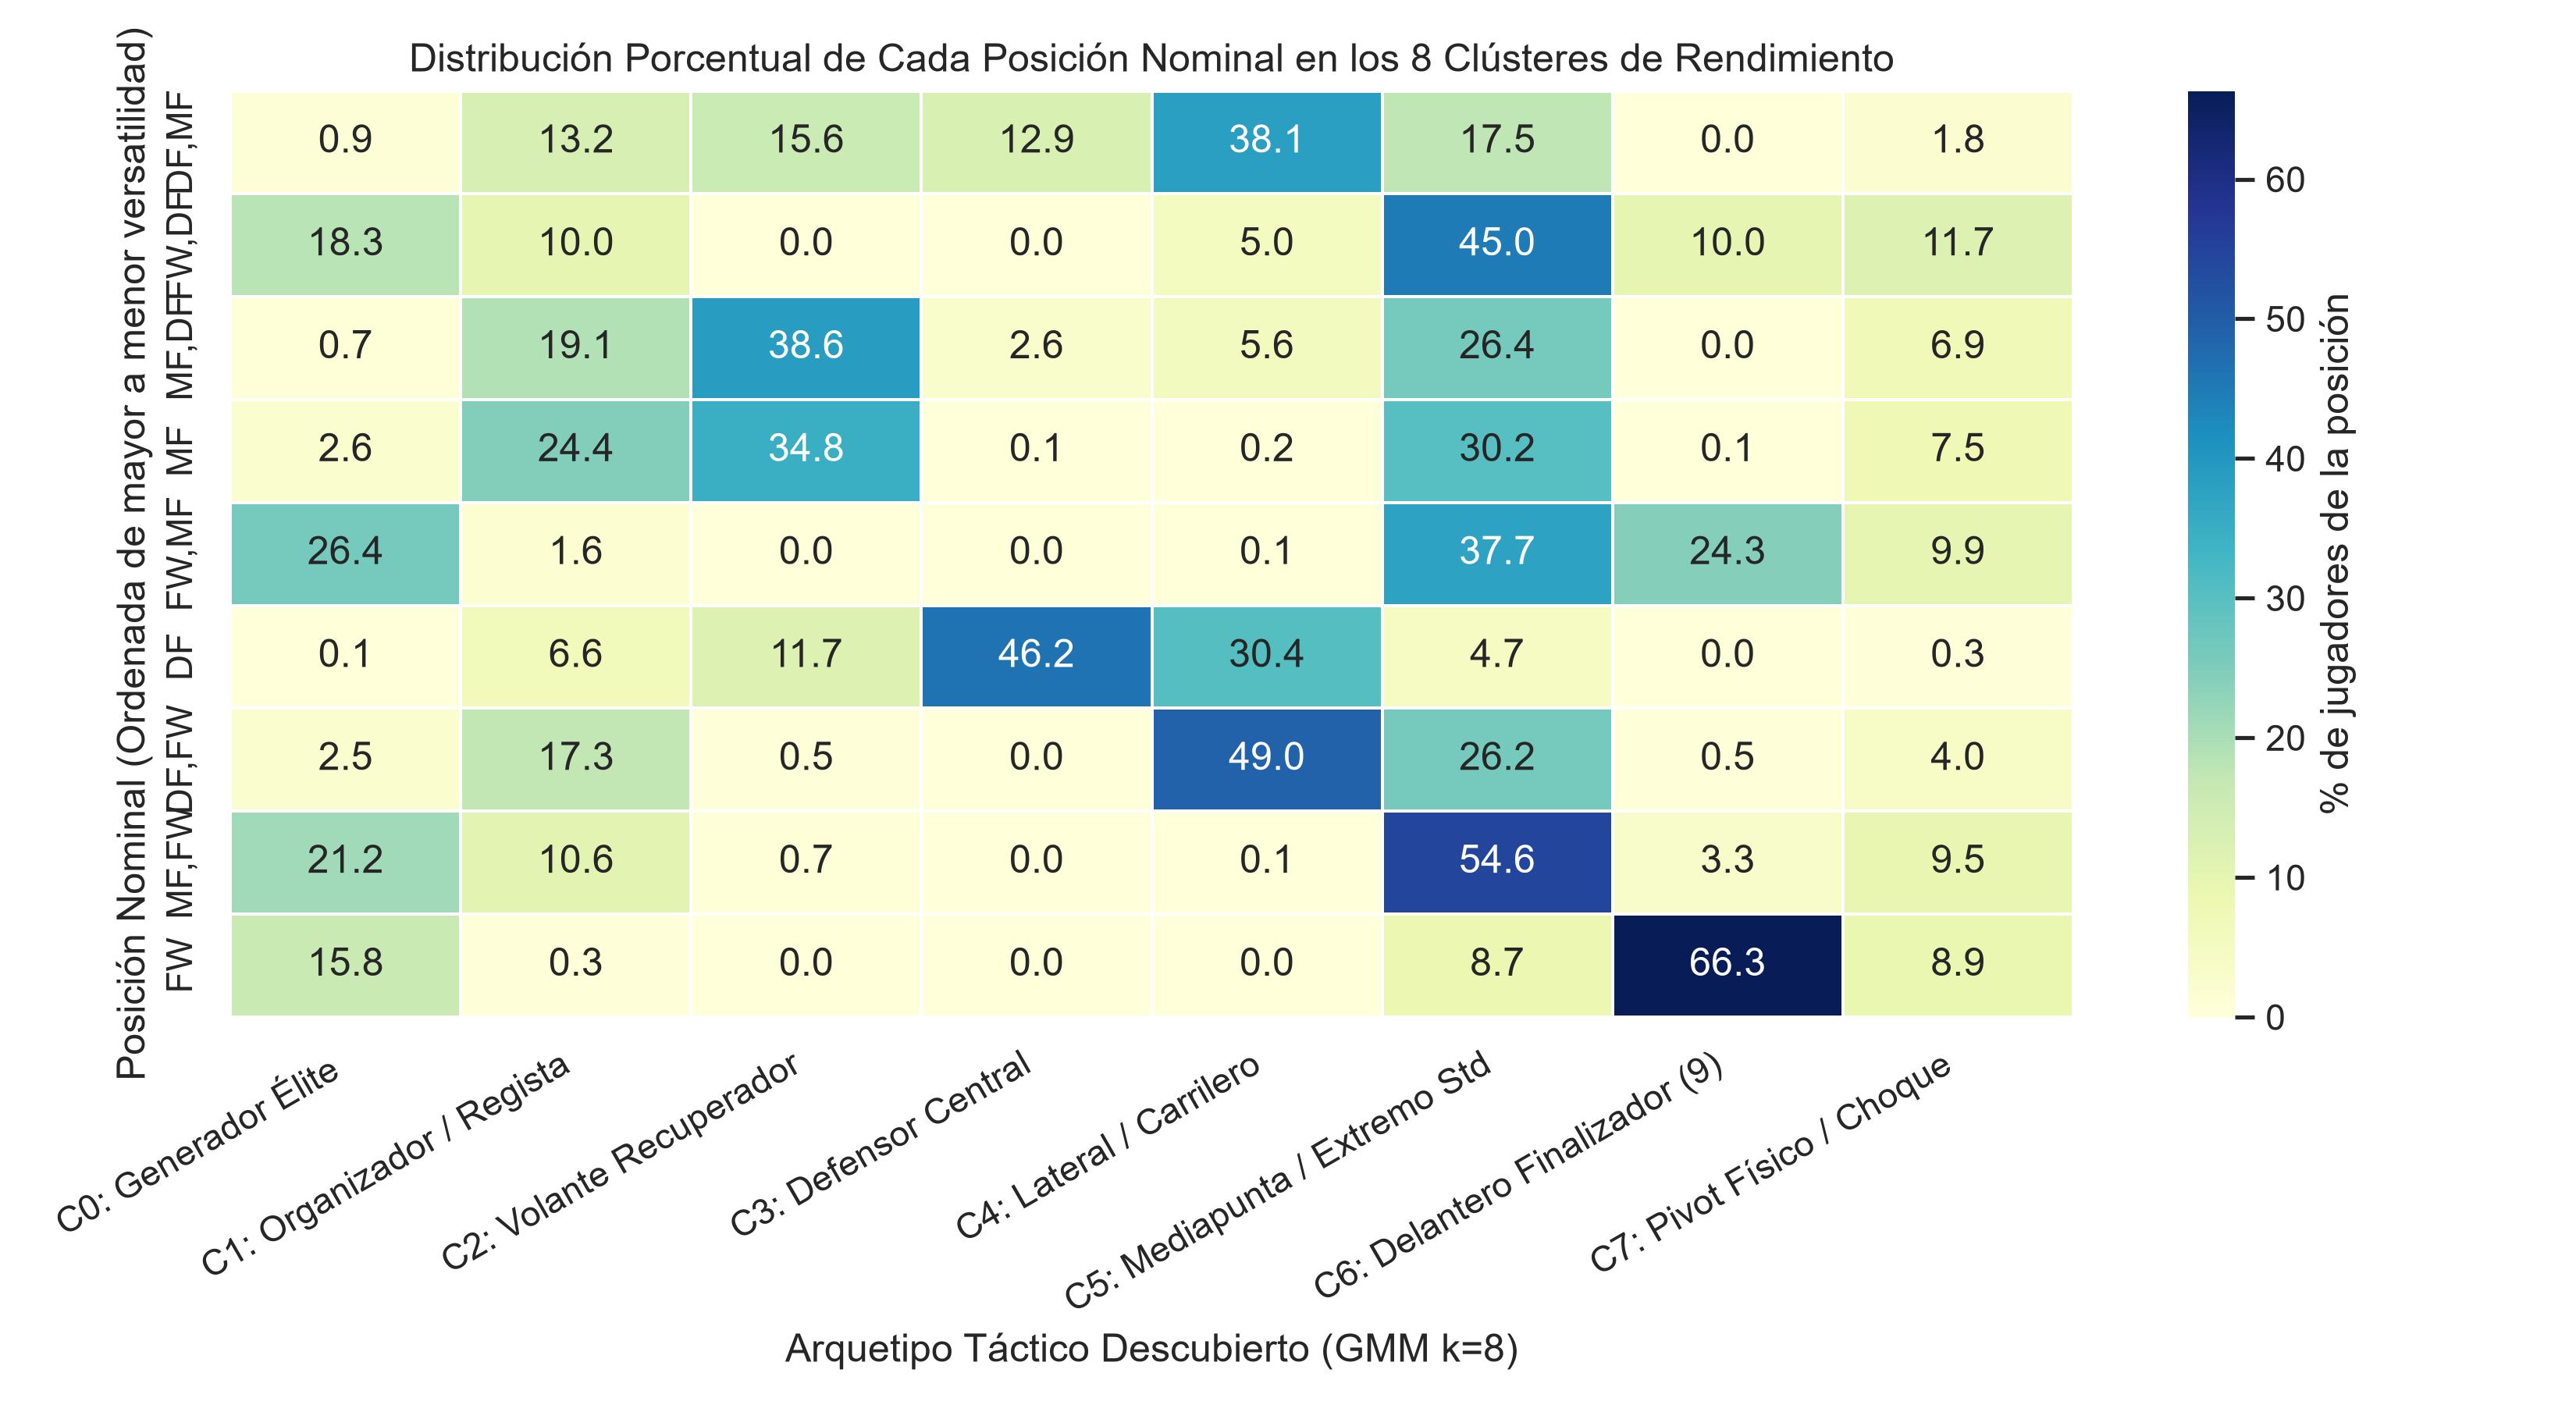 Distribución Porcentual de Cada Posición Nominal en los 8 Clústeres de Rendimiento
Posición Nominal (Ordenada de mayor a menor versatilidad)
DF,MF 0.9 13.2 15.6 12.9 38.1 17.5 0.0 1.8
FW,DF 18.3 10.0 0.0 0.0 5.0 45.0 10.0 11.7
MF,DF 0.7 19.1 38.6 2.6 5.6 26.4 0.0 6.9
MF 2.6 24.4 34.8 0.1 0.2 30.2 0.1 7.5
FW,MF 26.4 1.6 0.0 0.0 0.1 37.7 24.3 9.9
DF 0.1 6.6 11.7 46.2 30.4 4.7 0.0 0.3
DF,FW 2.5 17.3 0.5 0.0 49.0 26.2 0.5 4.0
MF,FW 21.2 10.6 0.7 0.0 0.1 54.6 3.3 9.5
FW 15.8 0.3 0.0 0.0 0.0 8.7 66.3 8.9
C0: Generador Élite
C1: Organizador / Regista
C2: Volante Recuperador
C3: Defensor Central
C4: Lateral / Carrilero
C5: Mediapunta / Extremo Std
C6: Delantero Finalizador (9)
C7: Pivot Físico / Choque
Arquetipo Táctico Descubierto (GMM k=8)
60
50
40
30
20
10
0
% de jugadores de la posición